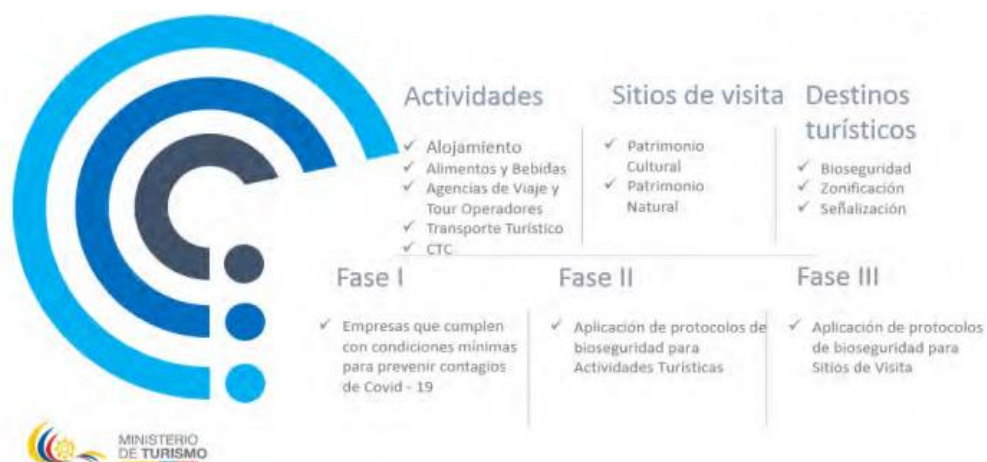 Actividades
✓ Alojamiento
✓ Alimentos y Bebidas
✓ Agencias de Viaje y
Tour Operadores
✓ Transporte Turístico
✓ CTC
Sitios de visita
✓ Patrimonio
Cultural
✓ Patrimonio
Natural
Destinos
turísticos
✓ Bioseguridad
✓ Zonificación
✓ Señalización
Fase I
✓ Empresas que cumplen
con condiciones mínimas
para prevenir contagios
de Covid - 19
Fase II
✓ Aplicación de protocolos de
bioseguridad para
Actividades Turísticas
Fase III
✓ Aplicación de protocolos
de bioseguridad para
Sitios de Visita
MINISTERIO
DE TURISMO